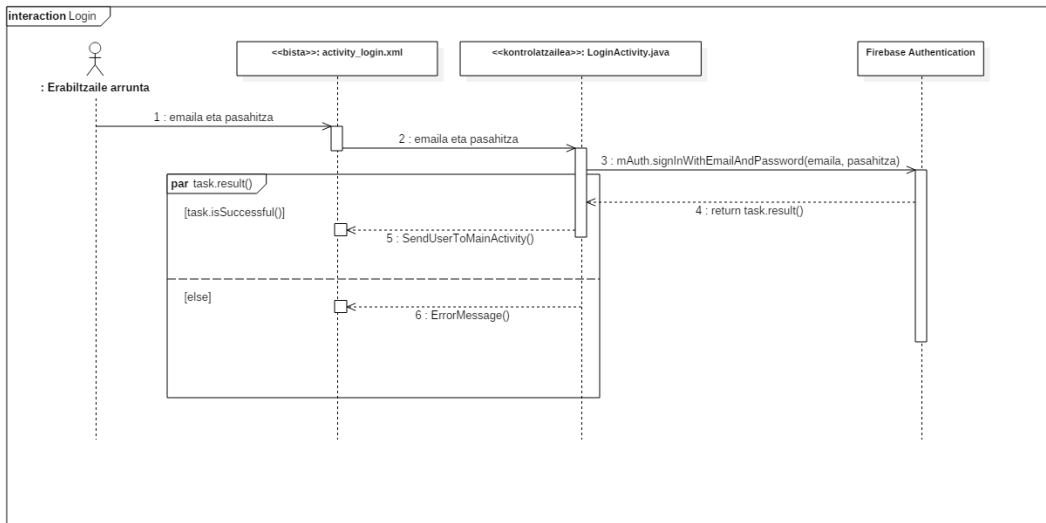 interaction Login
<<bista>>: activity_login.xml
<<kontrolatzailea>>: LoginActivity.java
Firebase Authentication
: Erabiltzaile arrunta
1 : emaila eta pasahitza
2 : emaila eta pasahitza
3 : mAuth.signInWithEmailAndPassword(emaila, pasahitza)
par task.result()
4 : return task.result()
[task.isSuccessful()]
5 : SendUserToMainActivity()
[else]
6 : ErrorMessage()